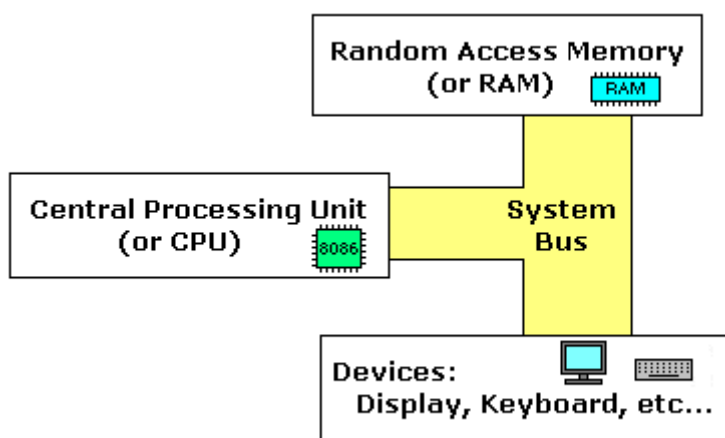 Random Access Memory
(or RAM)
RAM
Central Processing Unit
(or CPU)
8086
System
Bus
Devices:
Display, Keyboard, etc...